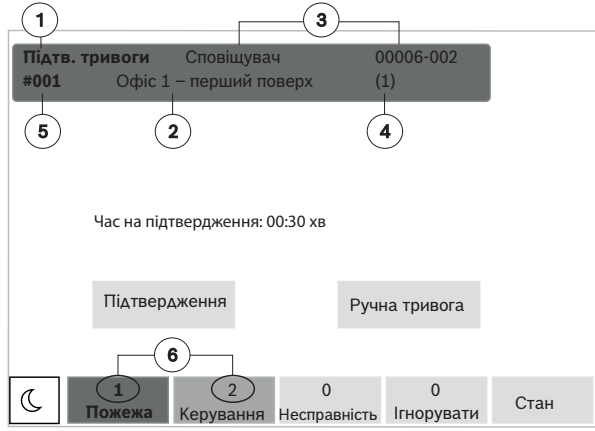 1
3
Підтв. тривоги Сповіщувач 00006-002
#001 Офіс 1 – перший поверх (1)
5
2
4
Час на підтвердження: 00:30 хв
Підтвердження Ручна тривога
6
1 2 0 0
Пожежа Керування Несправність Ігнорувати Стан